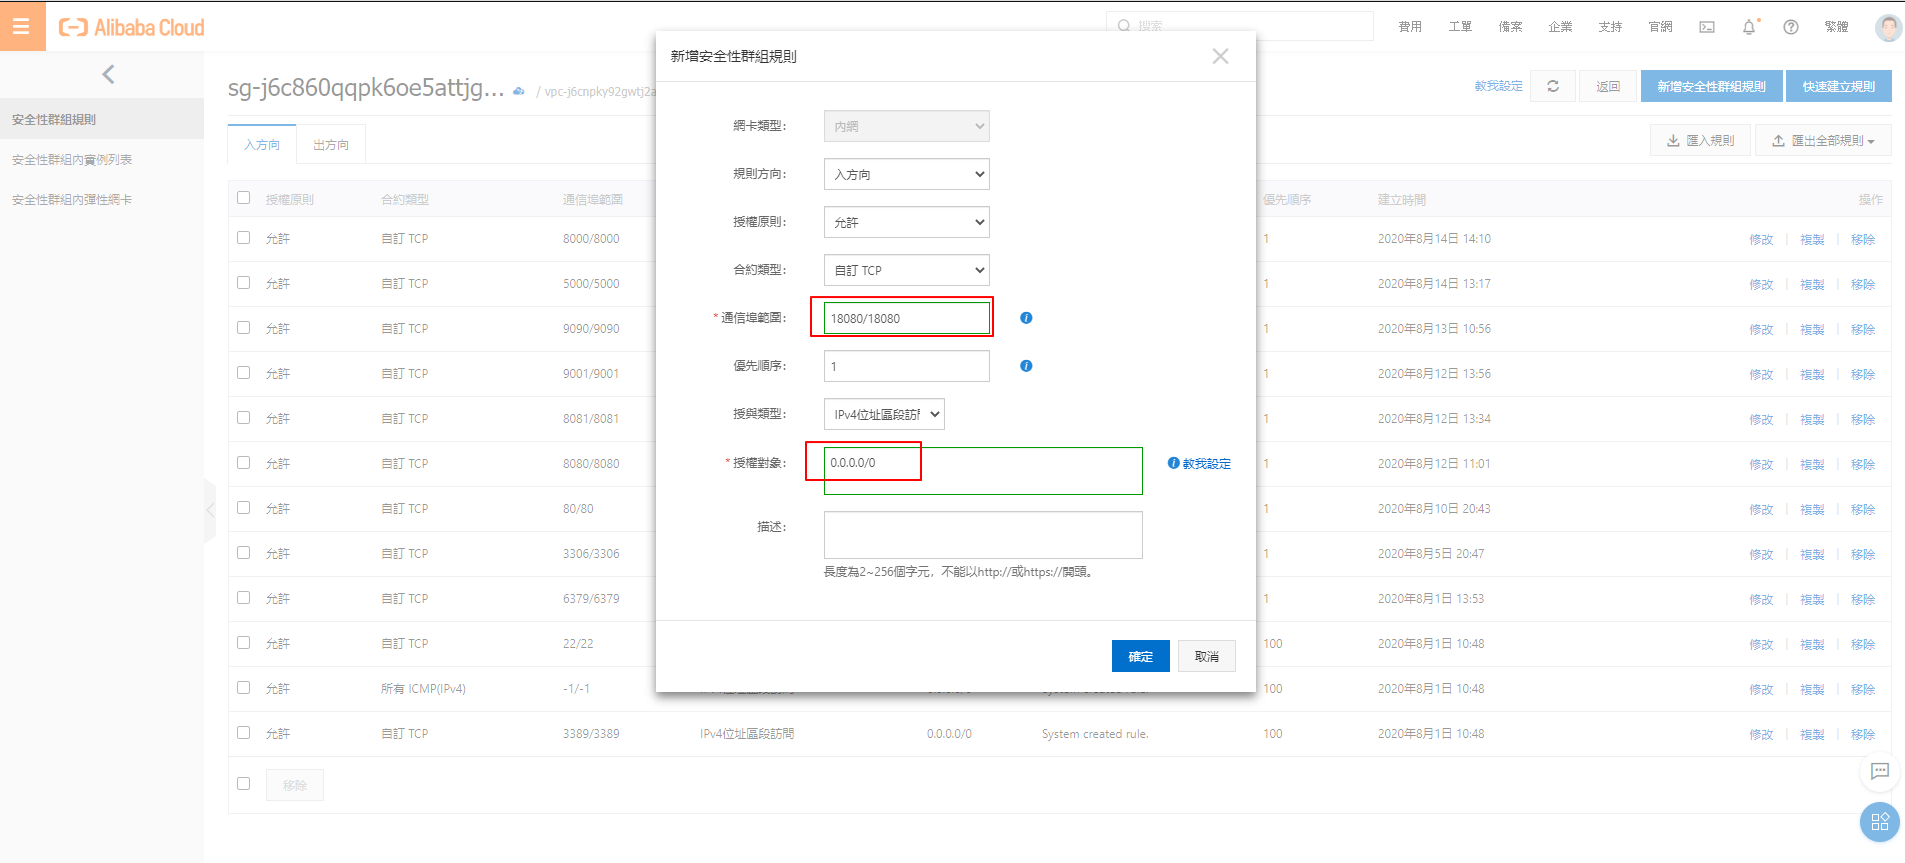 Alibaba Cloud
搜索
費用 工單 備案 企業 支持 官網 繁體
sg-j6c860qqpk6oe5attjg... / vpc-j6cnpky92gwtj2a
教我設定 返回 新增安全性群組規則 快速建立規則
安全性群組規則
安全性群組內實例列表
安全性群組內彈性網卡
入方向 出方向
匯入規則 匯出全部規則
授權原則 合約類型 通信埠範圍 優先順序 建立時間 操作
允許 自訂 TCP 8000/8000 1 2020年8月14日 14:10 修改 複製 移除
允許 自訂 TCP 5000/5000 1 2020年8月14日 13:17 修改 複製 移除
允許 自訂 TCP 9090/9090 1 2020年8月13日 10:56 修改 複製 移除
允許 自訂 TCP 9001/9001 1 2020年8月12日 13:56 修改 複製 移除
允許 自訂 TCP 8081/8081 1 2020年8月12日 13:34 修改 複製 移除
允許 自訂 TCP 8080/8080 1 2020年8月12日 11:01 修改 複製 移除
允許 自訂 TCP 80/80 1 2020年8月10日 20:43 修改 複製 移除
允許 自訂 TCP 3306/3306 1 2020年8月5日 20:47 修改 複製 移除
允許 自訂 TCP 6379/6379 1 2020年8月1日 13:53 修改 複製 移除
允許 自訂 TCP 22/22 100 2020年8月1日 10:48 修改 複製 移除
允許 所有 ICMP(IPv4) -1/-1 100 2020年8月1日 10:48 修改 複製 移除
允許 自訂 TCP 3389/3389 IPv4位址區段訪問 0.0.0.0/0 System created rule. 100 2020年8月1日 10:48 修改 複製 移除
移除
新增安全性群組規則
網卡類型： 內網
規則方向： 入方向
授權原則： 允許
合約類型： 自訂 TCP
* 通信埠範圍： 18080/18080
優先順序： 1
授與類型： IPv4位址區段訪
* 授權對象： 0.0.0.0/0 教我設定
描述：
長度為2~256個字元，不能以http://或https://開頭。
確定 取消